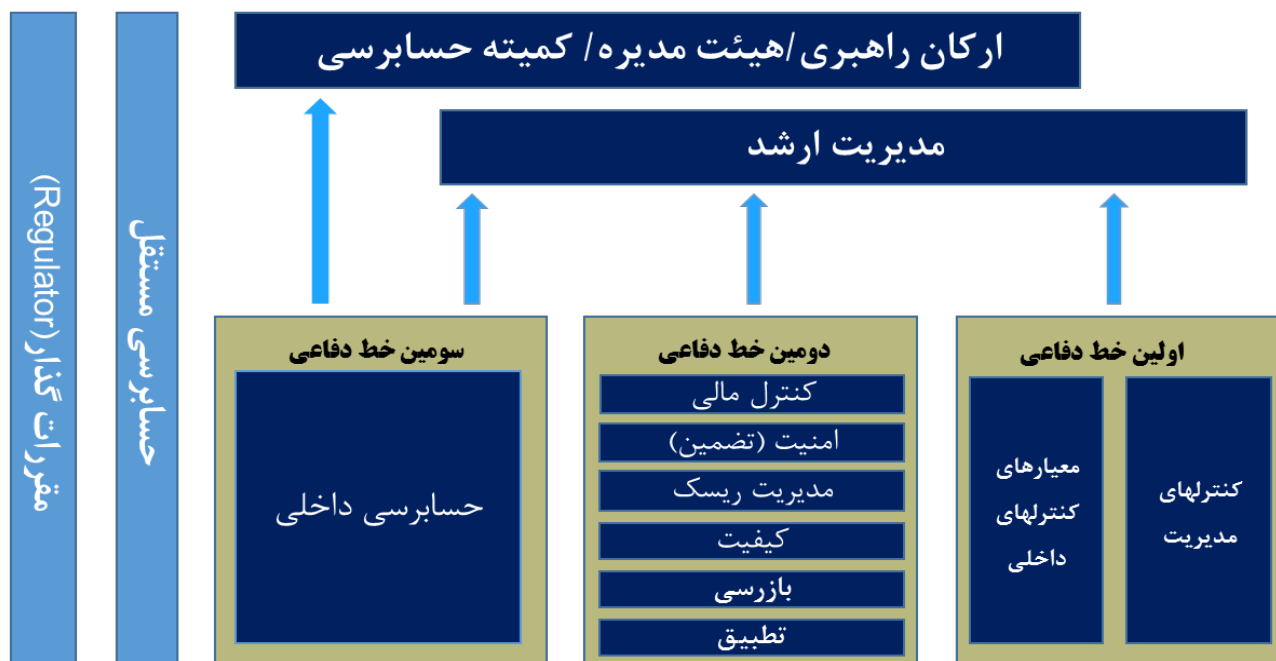 ارکان راهبری/هیئت مدیره/ کمیته حسابرسی
مدیریت ارشد
اولین خط دفاعی
کنترلهای
مدیریت
معیارهای
کنترلهای
داخلی
دومین خط دفاعی
کنترل مالی
امنیت (تضمین)
مدیریت ریسک
کیفیت
بازرسی
تطبیق
سومین خط دفاعی
حسابرسی داخلی
حسابرسی مستقل
مقررات گذار(Regulator)